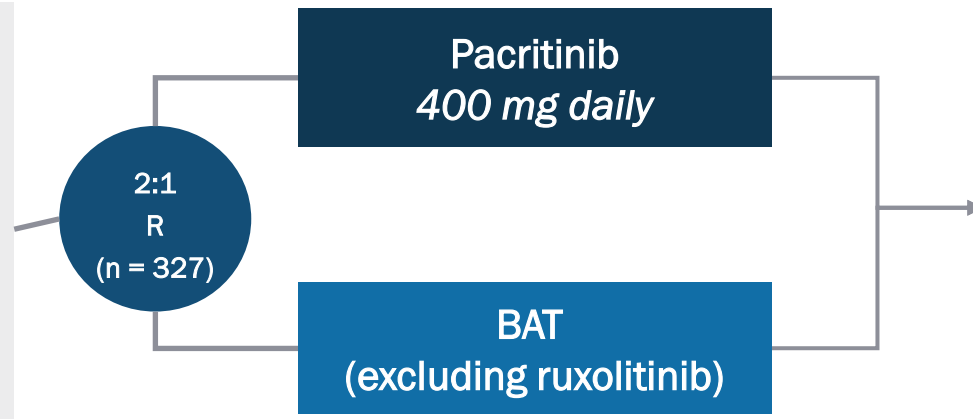 Pacritinib
400 mg daily
2:1
R
(n = 327)
BAT
(excluding ruxolitinib)